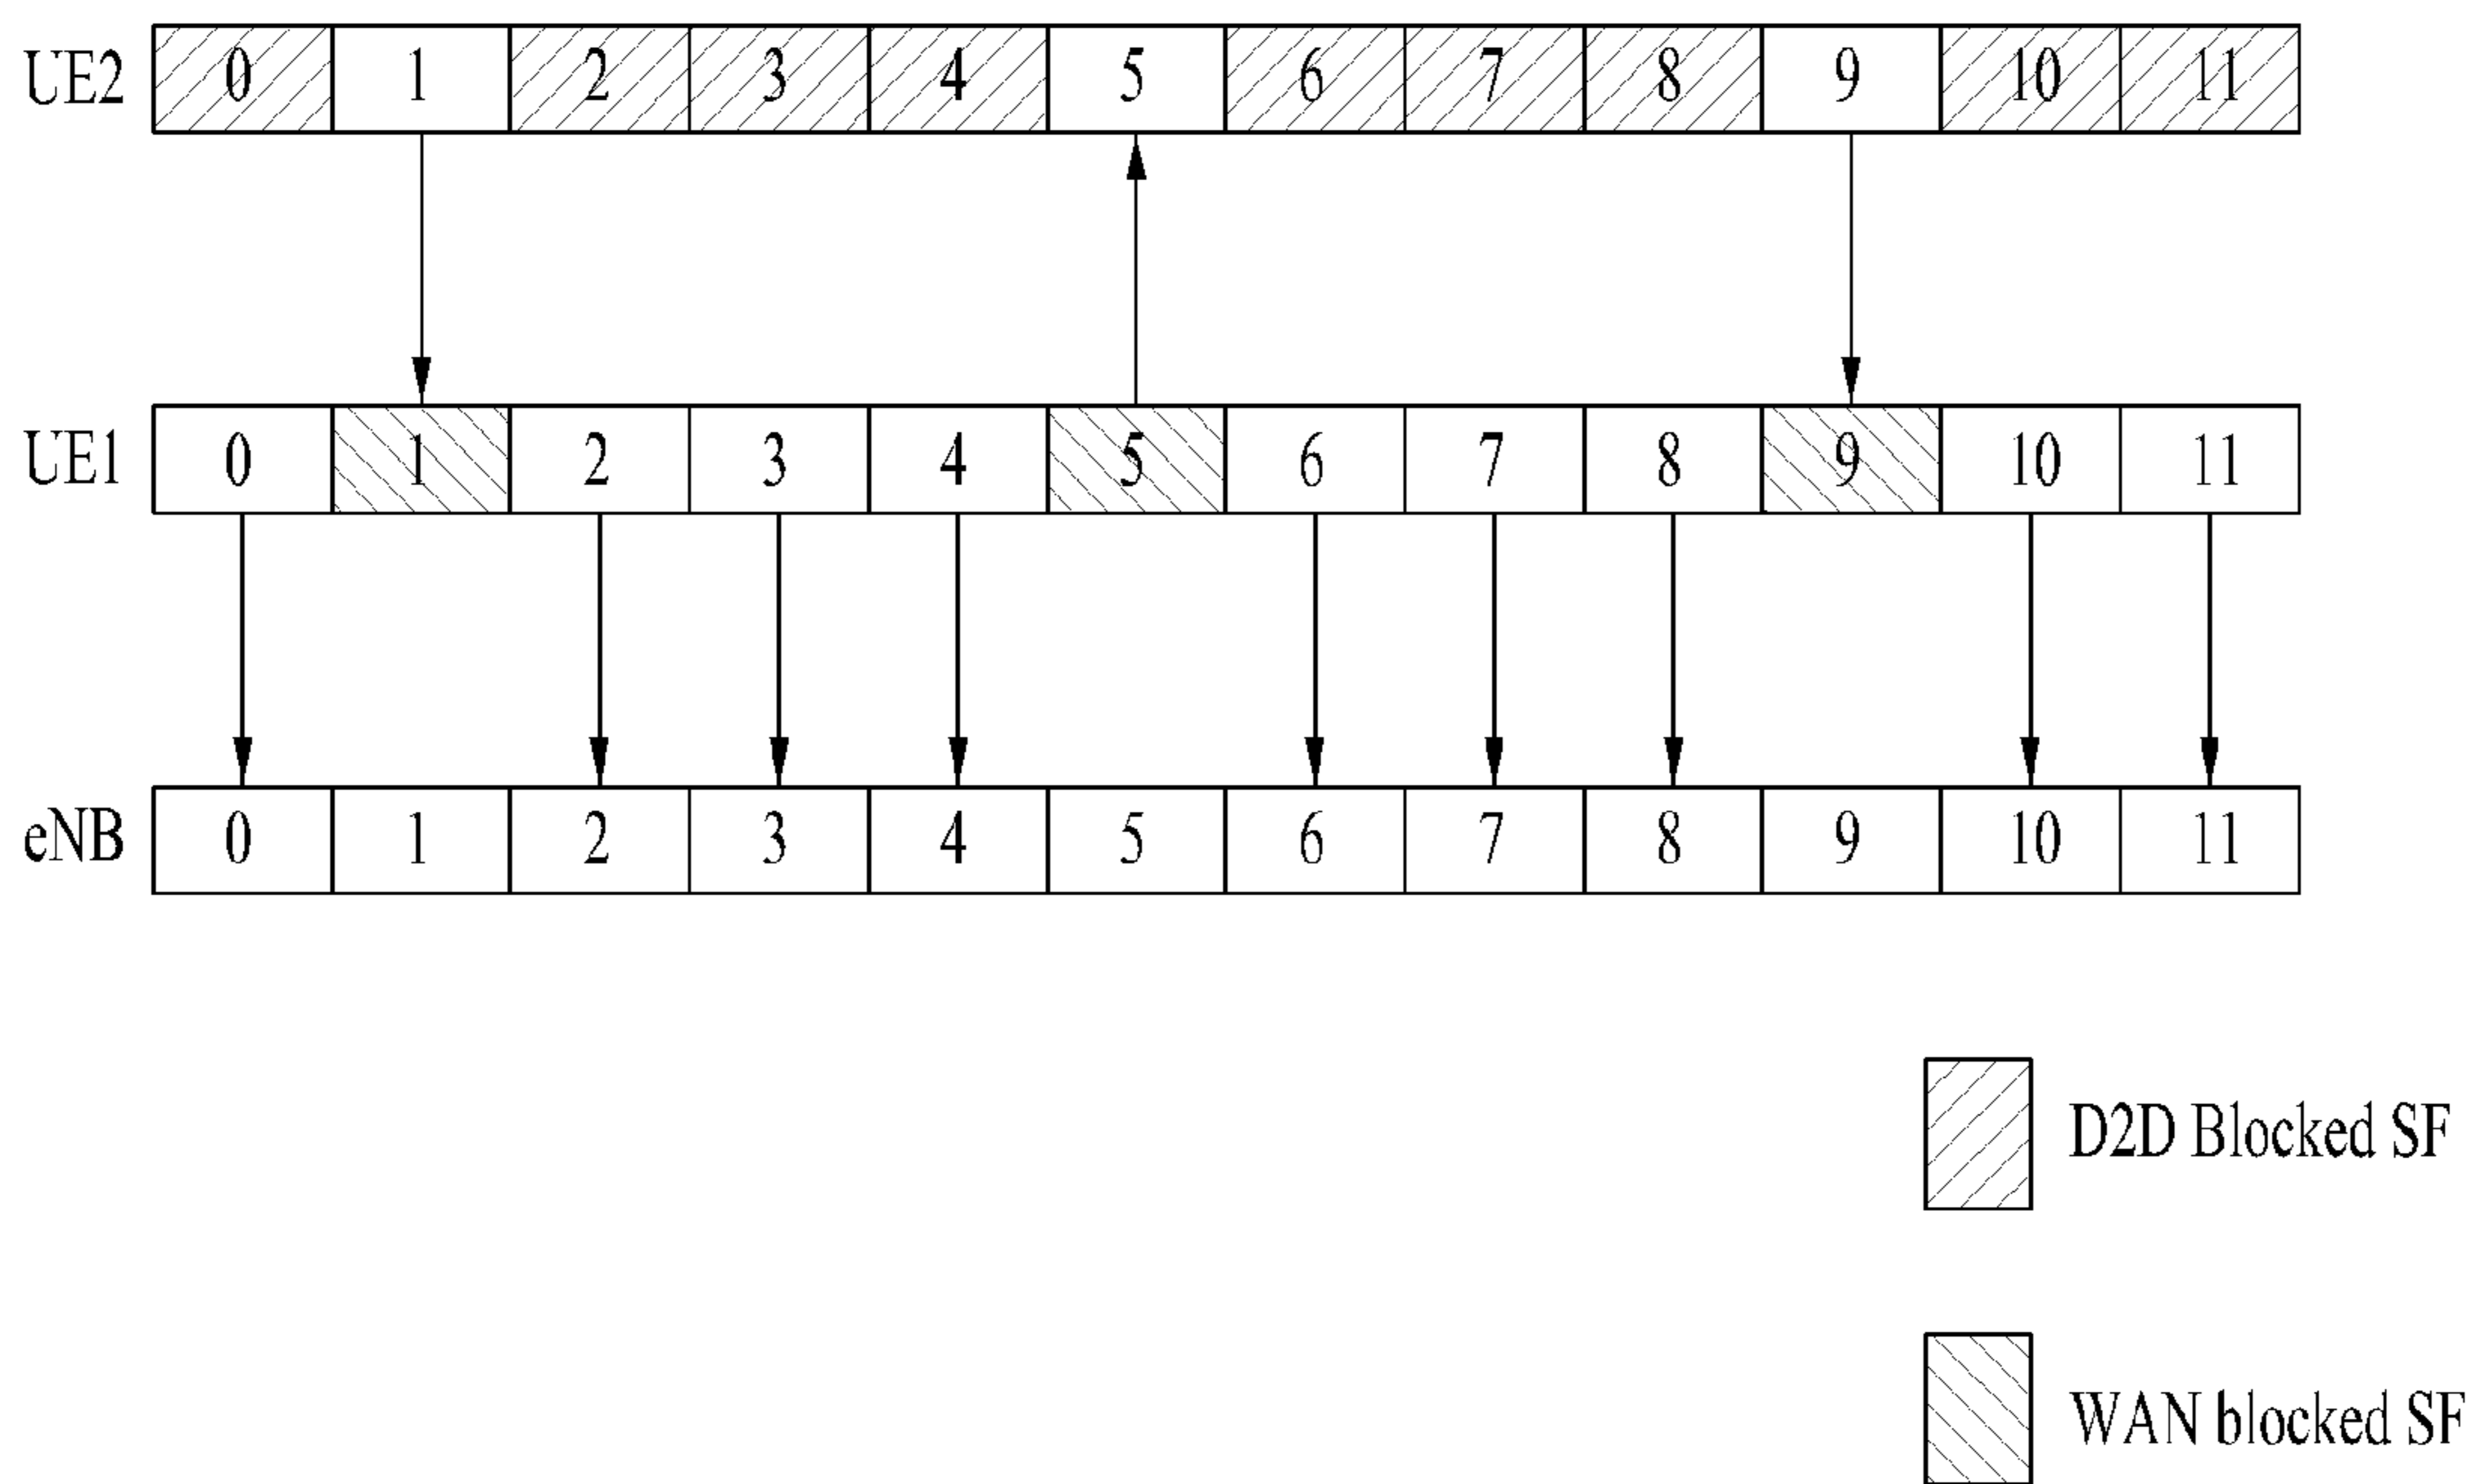 UE2 0 1 2 3 4 5 6 7 8 9 10 11
UE1 0 1 2 3 4 5 6 7 8 9 10 11
eNB 0 1 2 3 4 5 6 7 8 9 10 11
D2D Blocked SF
WAN blocked SF